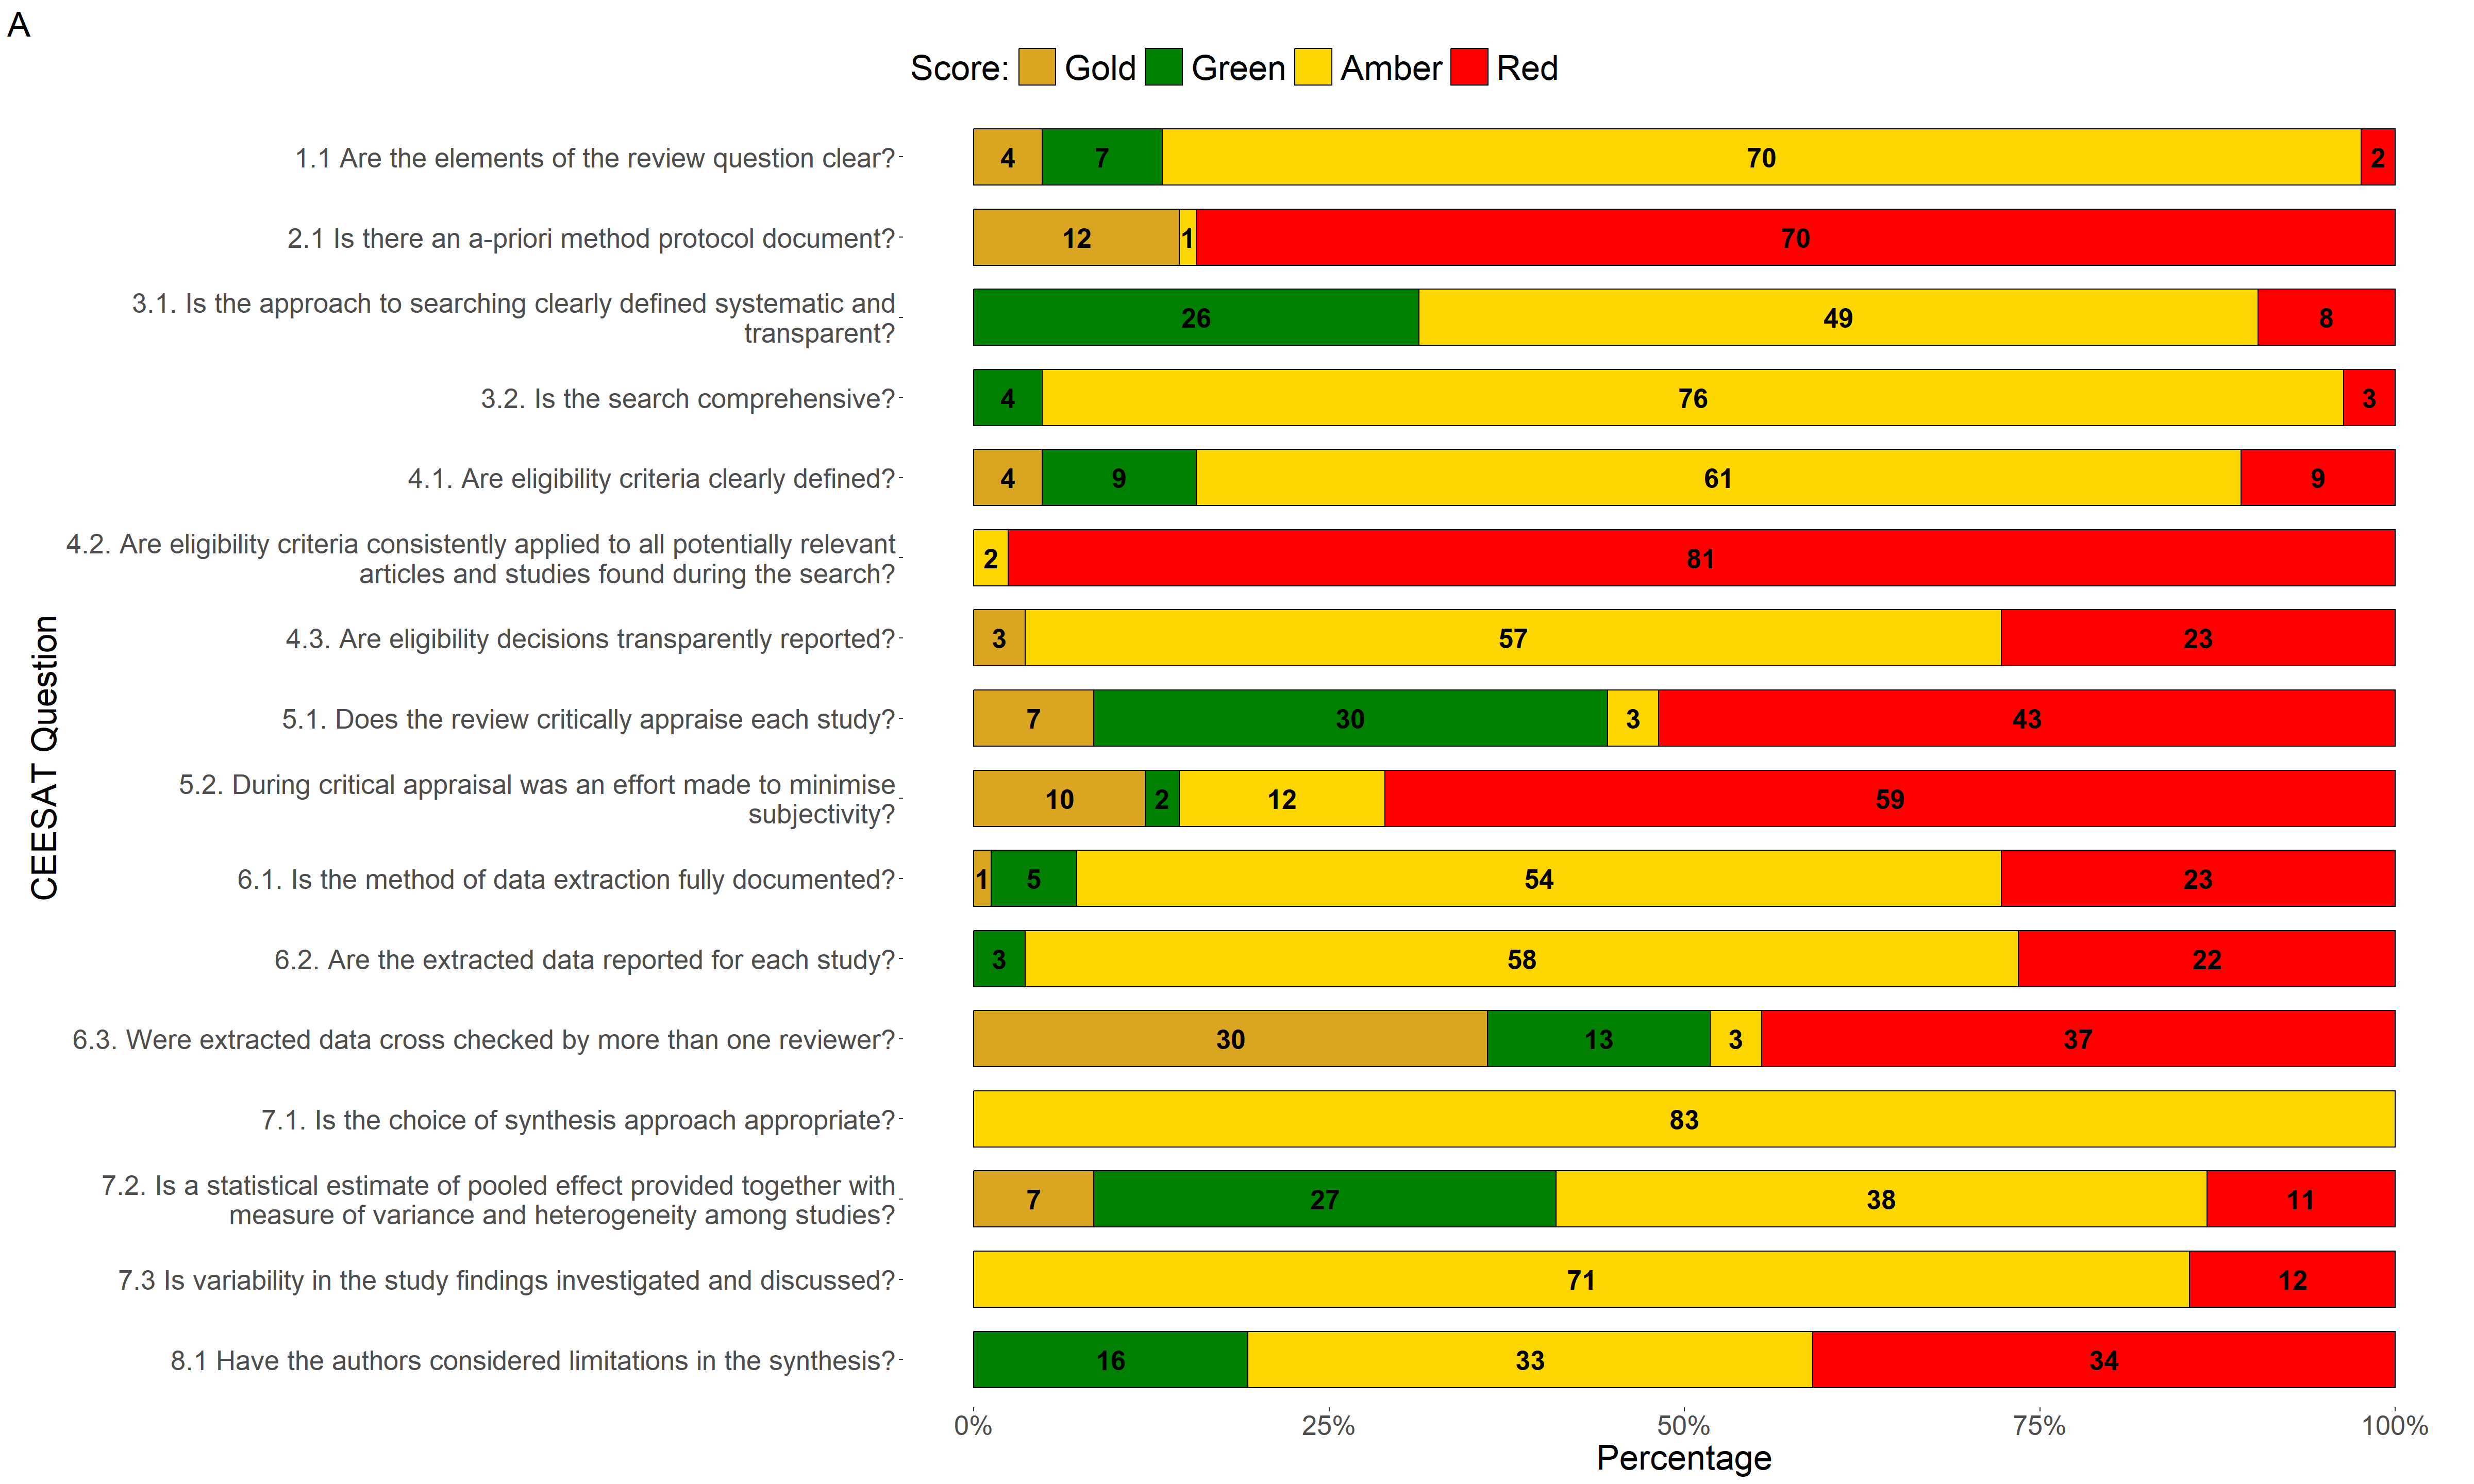 A
Score: Gold Green Amber Red
1.1 Are the elements of the review question clear? 4 7 70 2
2.1 Is there an a-priori method protocol document? 12 1 70
3.1. Is the approach to searching clearly defined systematic and
transparent? 26 49 8
3.2. Is the search comprehensive? 4 76 3
4.1. Are eligibility criteria clearly defined? 4 9 61 9
4.2. Are eligibility criteria consistently applied to all potentially relevant
articles and studies found during the search? 2 81
4.3. Are eligibility decisions transparently reported? 3 57 23
5.1. Does the review critically appraise each study? 7 30 3 43
5.2. During critical appraisal was an effort made to minimise
subjectivity? 10 2 12 59
6.1. Is the method of data extraction fully documented? 1 5 54 23
6.2. Are the extracted data reported for each study? 3 58 22
6.3. Were extracted data cross checked by more than one reviewer? 30 13 3 37
7.1. Is the choice of synthesis approach appropriate? 83
7.2. Is a statistical estimate of pooled effect provided together with
measure of variance and heterogeneity among studies? 7 27 38 11
7.3 Is variability in the study findings investigated and discussed? 71 12
8.1 Have the authors considered limitations in the synthesis? 16 33 34
0% 25% 50% 75% 100%
Percentage
CEESAT Question